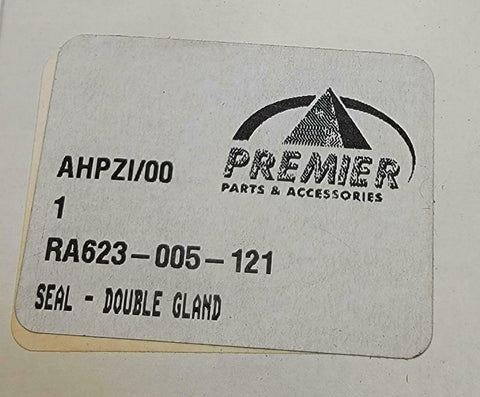 PREMIER
PARTS & ACCESSORIES
AHPZI/00
1
RA623-005-121
SEAL - DOUBLE GLAND